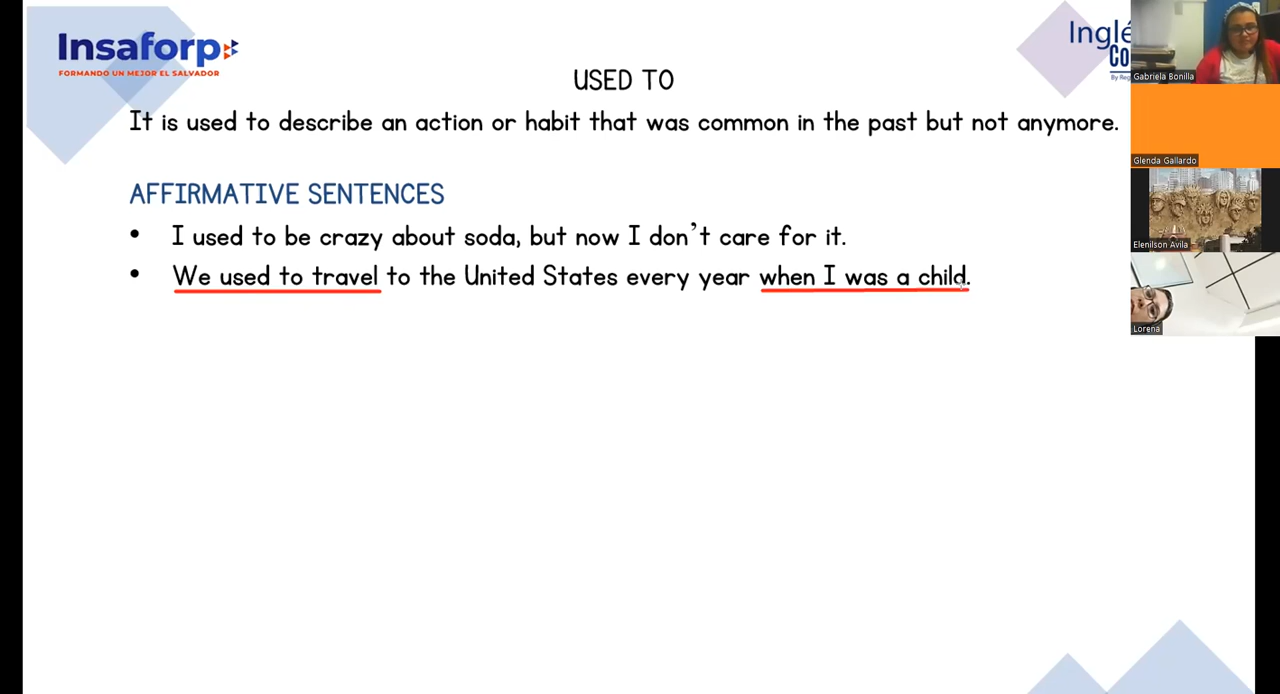 Insaforp
FORMANDO UN MEJOR EL SALVADOR
Inglé
CO
By Reg
USED TO
It is used to describe an action or habit that was common in the past but not anymore.
AFFIRMATIVE SENTENCES
• I used to be crazy about soda, but now I don't care for it.
• We used to travel to the United States every year when I was a child.
Gabriela Bonilla
Glenda Gallardo
Elenilson Avila
Lorena